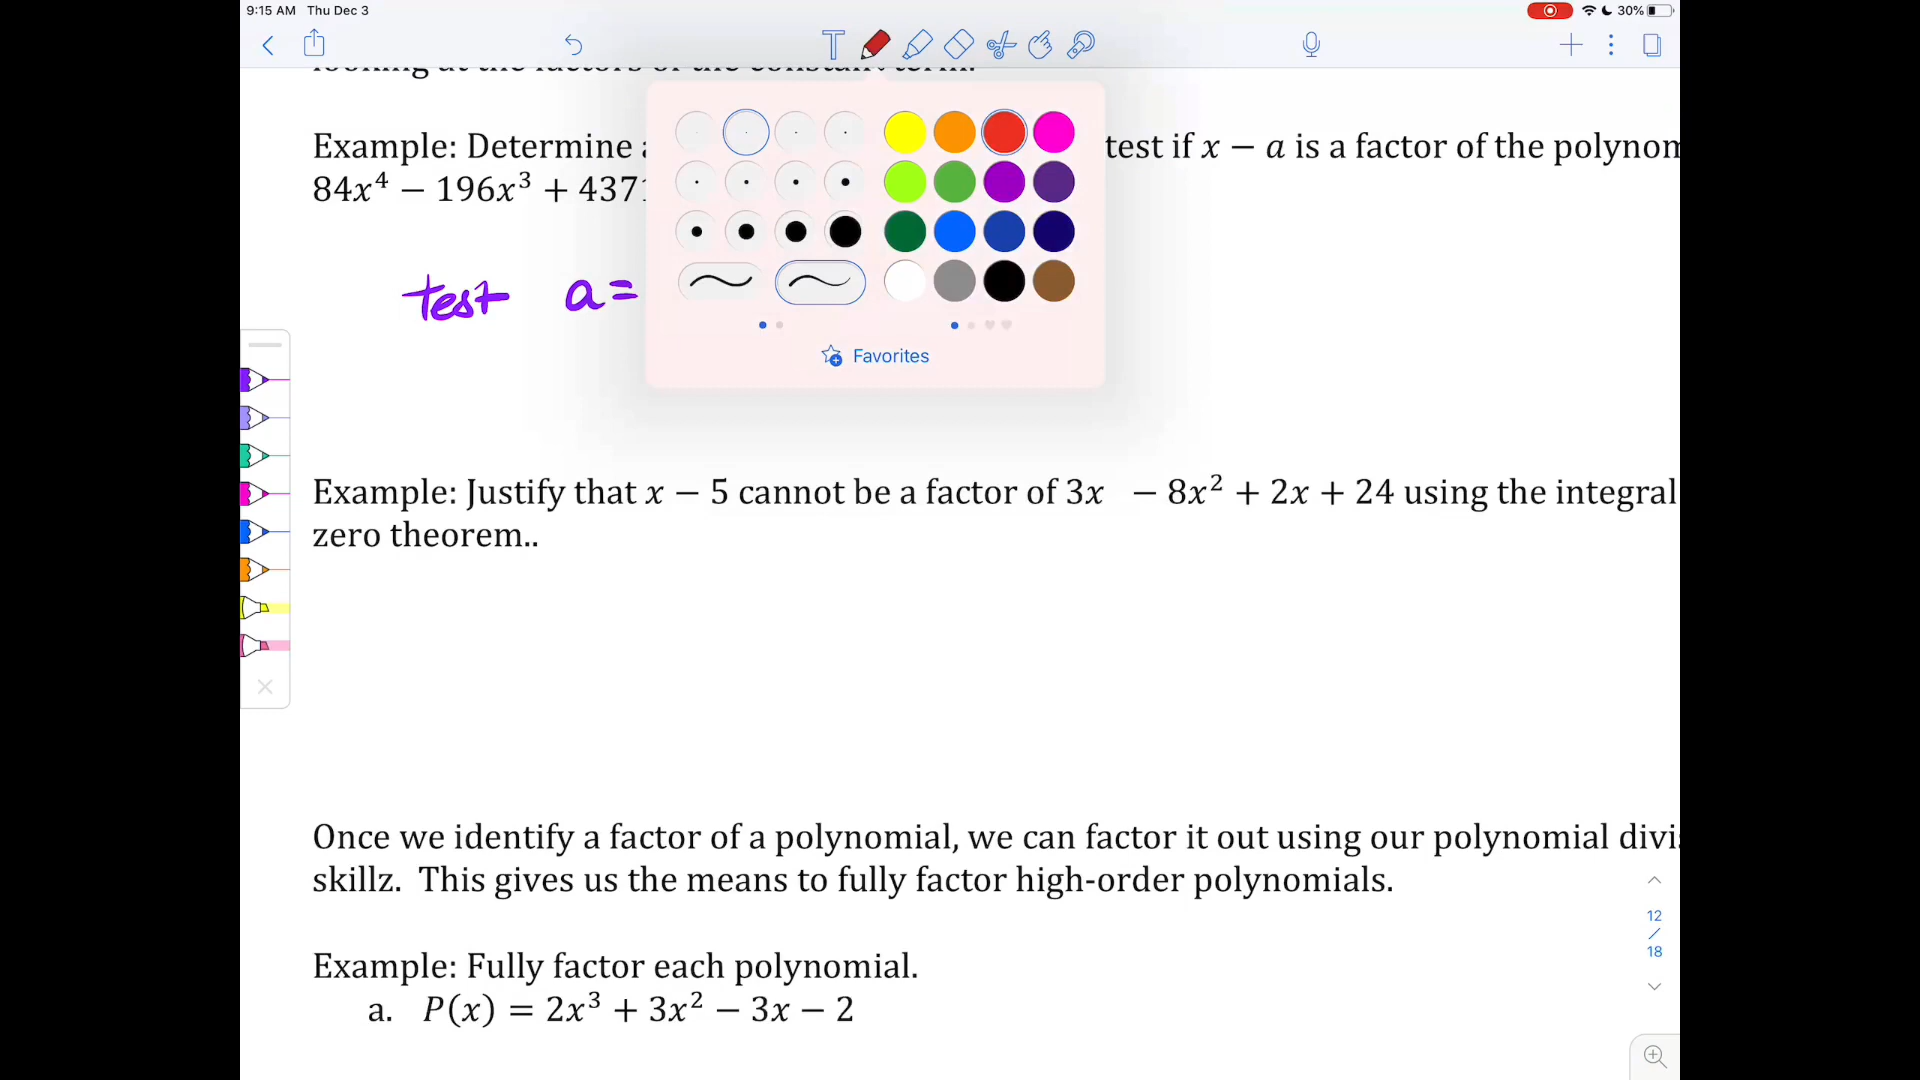 9:15 AM Thu Dec 3
30%
T
Example: Determine
test if x − a is a factor of the
84x⁴ − 196x³ + 4371
test a=
Favorites
Example: Justify that x − 5 cannot be a factor of 3x − 8x² + 2x + 24 using the integral
zero theorem..
Once we identify a factor of a polynomial, we can factor it out using our polynomial
skillz. This gives us the means to fully factor high-order polynomials.
12
/
18
Example: Fully factor each polynomial.
a. P(x) = 2x³ + 3x² − 3x − 2